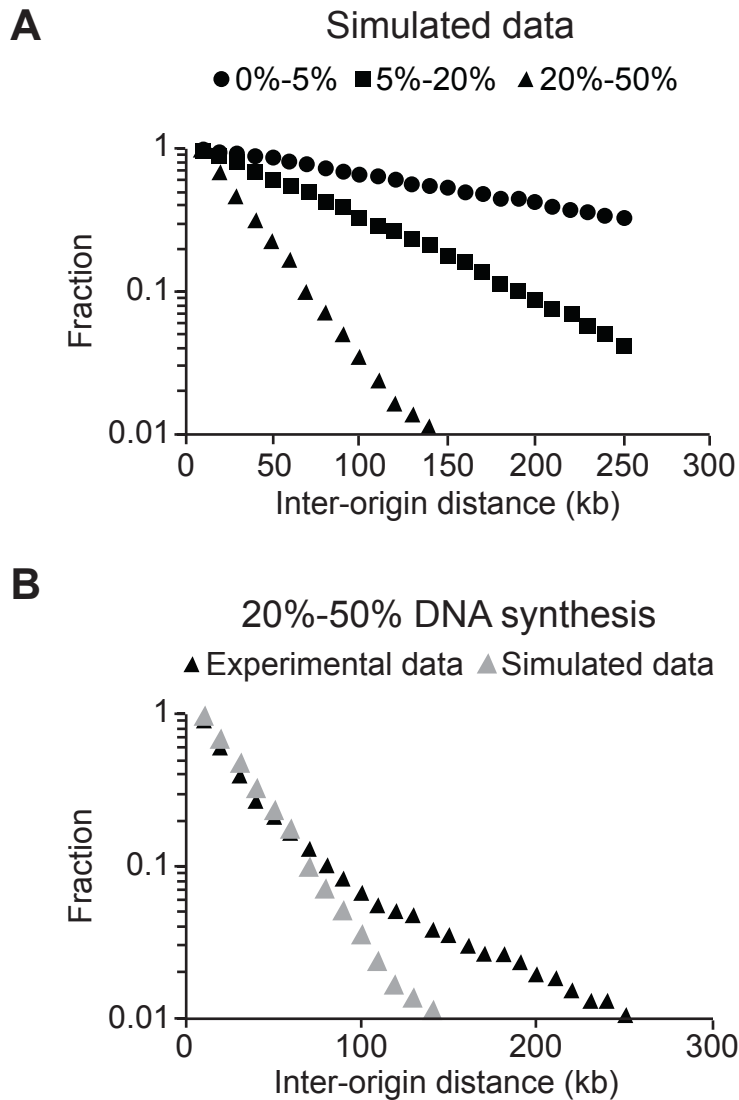 A
Simulated data
0%-5% 5%-20% 20%-50%
1
0.1
0.01
Fraction
0 50 100 150 200 250 300
Inter-origin distance (kb)
B
20%-50% DNA synthesis
Experimental data Simulated data
1
0.1
0.01
Fraction
0 100 200 300
Inter-origin distance (kb)